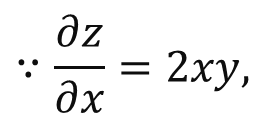 ∵ ∂z/∂x = 2xy,